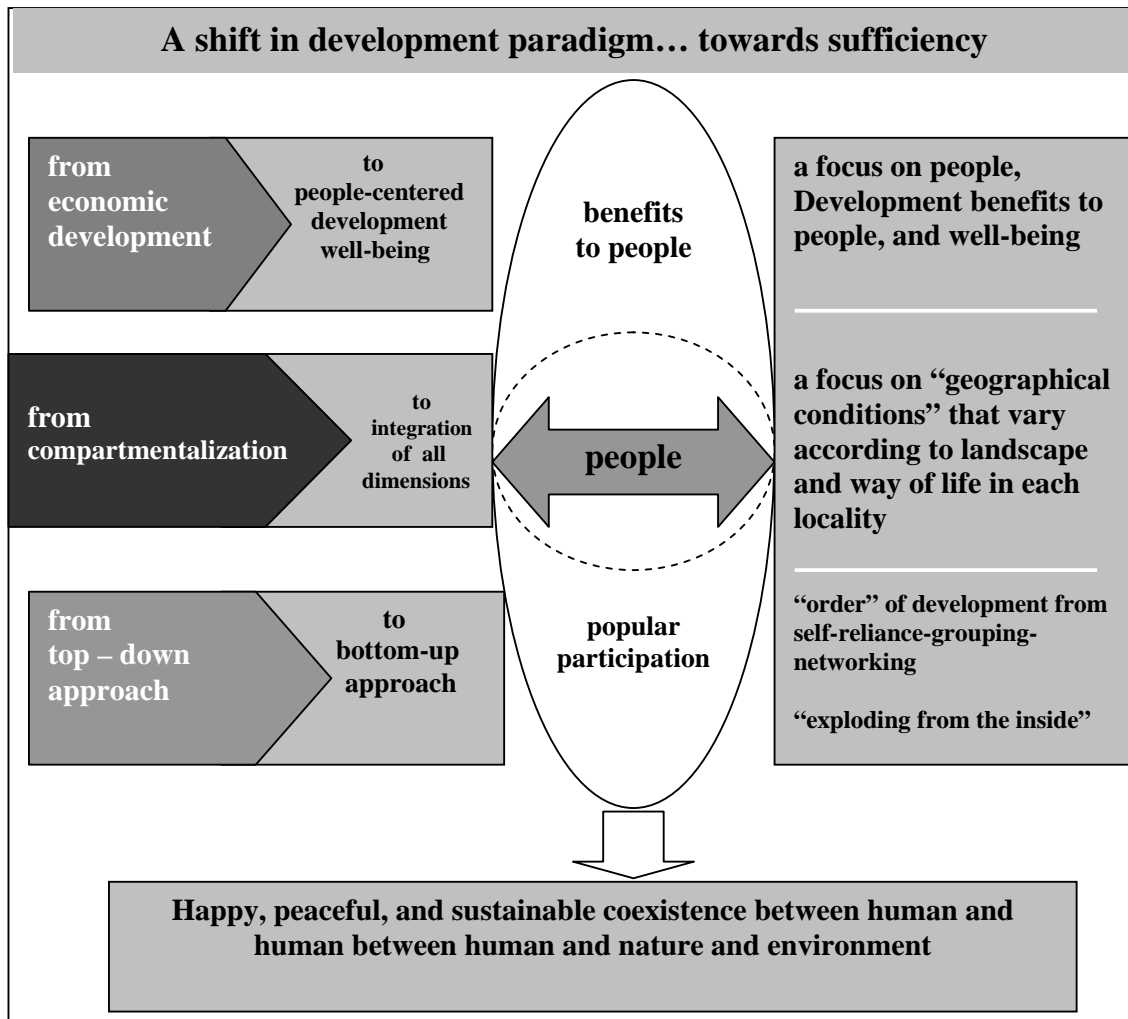 A shift in development paradigm… towards sufficiency
from
economic
development
to
people-centered
development
well-being
benefits
to people
a focus on people,
Development benefits to
people, and well-being
from
compartmentalization
to
integration
of all
dimensions
people
a focus on “geographical
conditions” that vary
according to landscape
and way of life in each
locality
from
top – down
approach
to
bottom-up
approach
popular
participation
“order” of development from
self-reliance-grouping-
networking
“exploding from the inside”
Happy, peaceful, and sustainable coexistence between human and
human between human and nature and environment